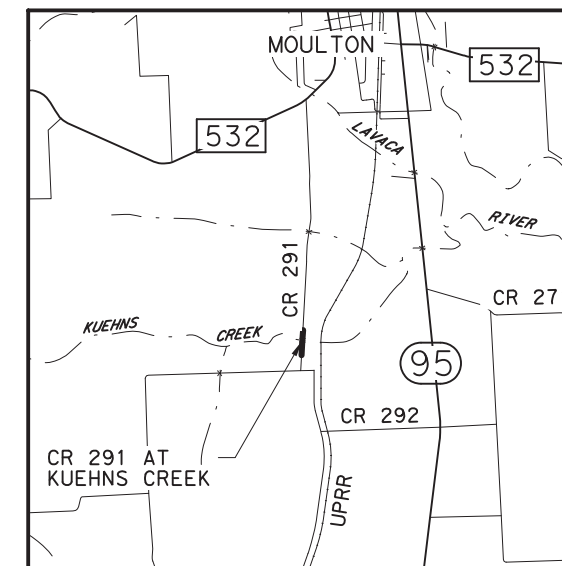 MOULTON
532
532
LAVACA
RIVER
CR 291
CR 27
KUEHNS
CREEK
95
CR 292
CR 291 AT
KUEHNS CREEK
UPRR